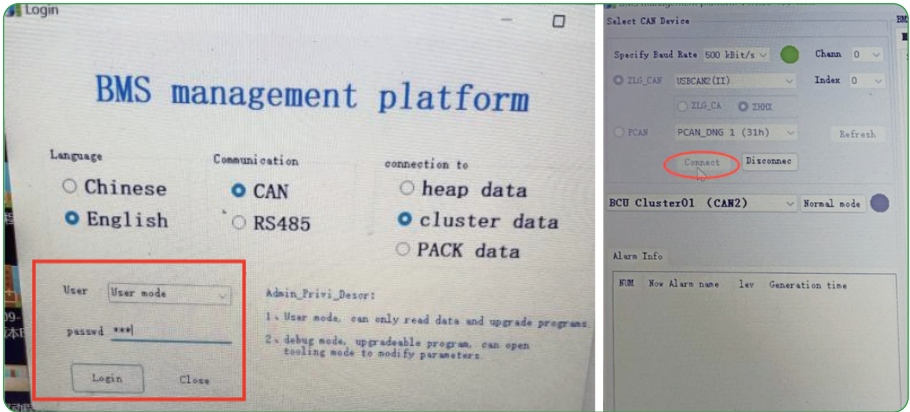 Login
BMS management platform
Language
Chinese
English
Communication
CAN
RS485
connection to
heap data
cluster data
PACK data
User User mode
passwd ***
Login Close
Admin_Privi_Descr:
1、User mode, can only read data and upgrade programs.
2、debug mode, upgradeable program, can open
tooling mode to modify parameters.
BMS management platform
Select CAN Device
Specify Baud Rate 500 kBit/s Chann 0
ZLG_CAN USBCAN2(II) Index 0
ZLG_CA ZHHX
PCAN PCAN_DNG 1 (31h) Refresh
Connect Disconnec
BCU Cluster01 (CAN2) Normal mode
Alarm Info
NUM Now Alarm name lev Generation time